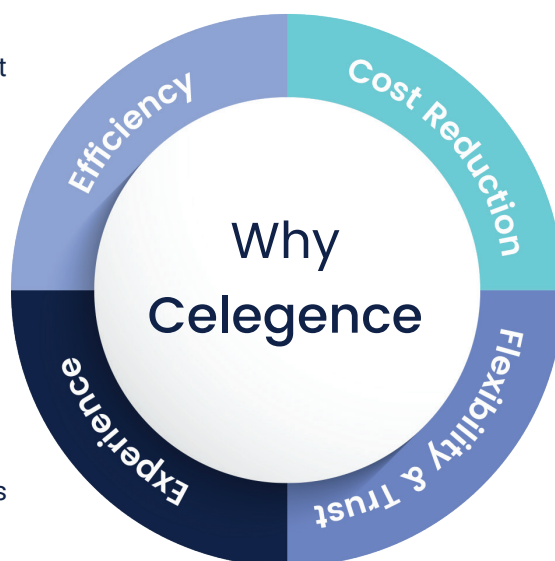 Efficiency
Cost Reduction
Why
Celegence
Experience
Flexibility & Trust